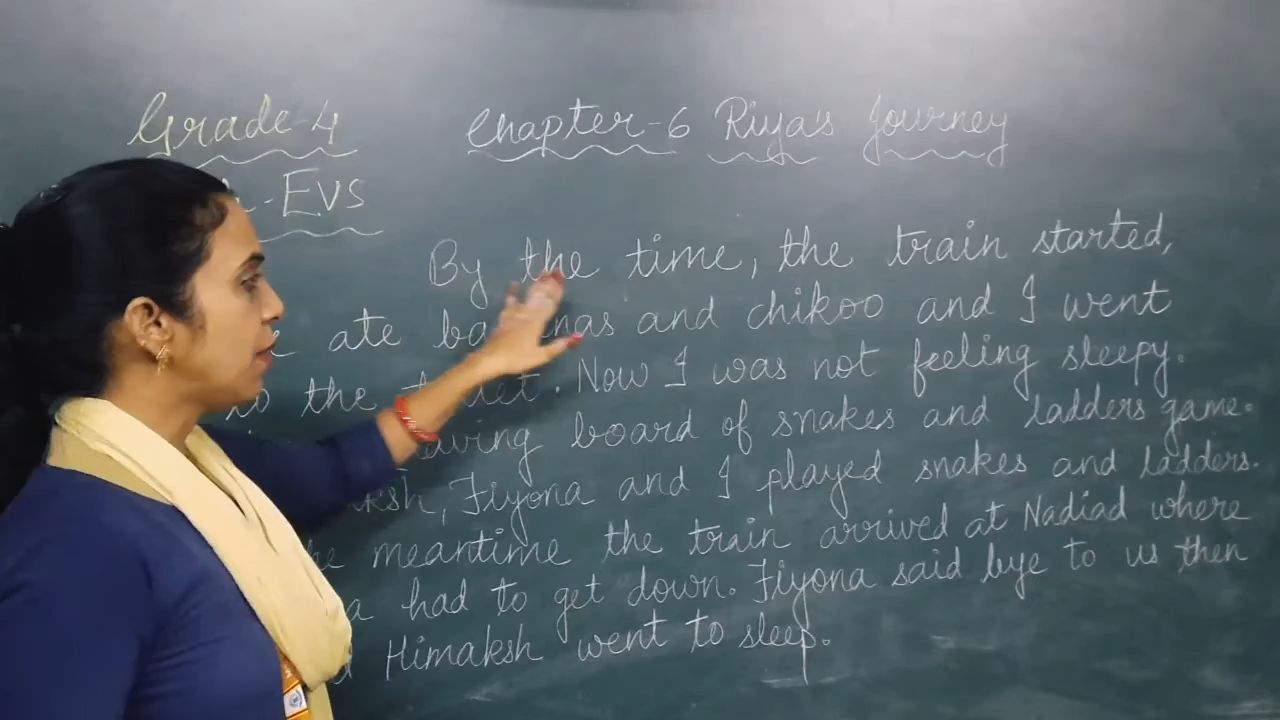 Grade-4
Chapter-6 Riya's Journey
Evs
By the time, the train started,
ate bananas and chikoo and I went
to the toilet. Now I was not feeling sleepy.
having board of snakes and ladders game.
Fiyona and I played snakes and ladders.
meantime the train arrived at Nadiad where
had to get down. Fiyona said bye to us then
Himaksh went to sleep.